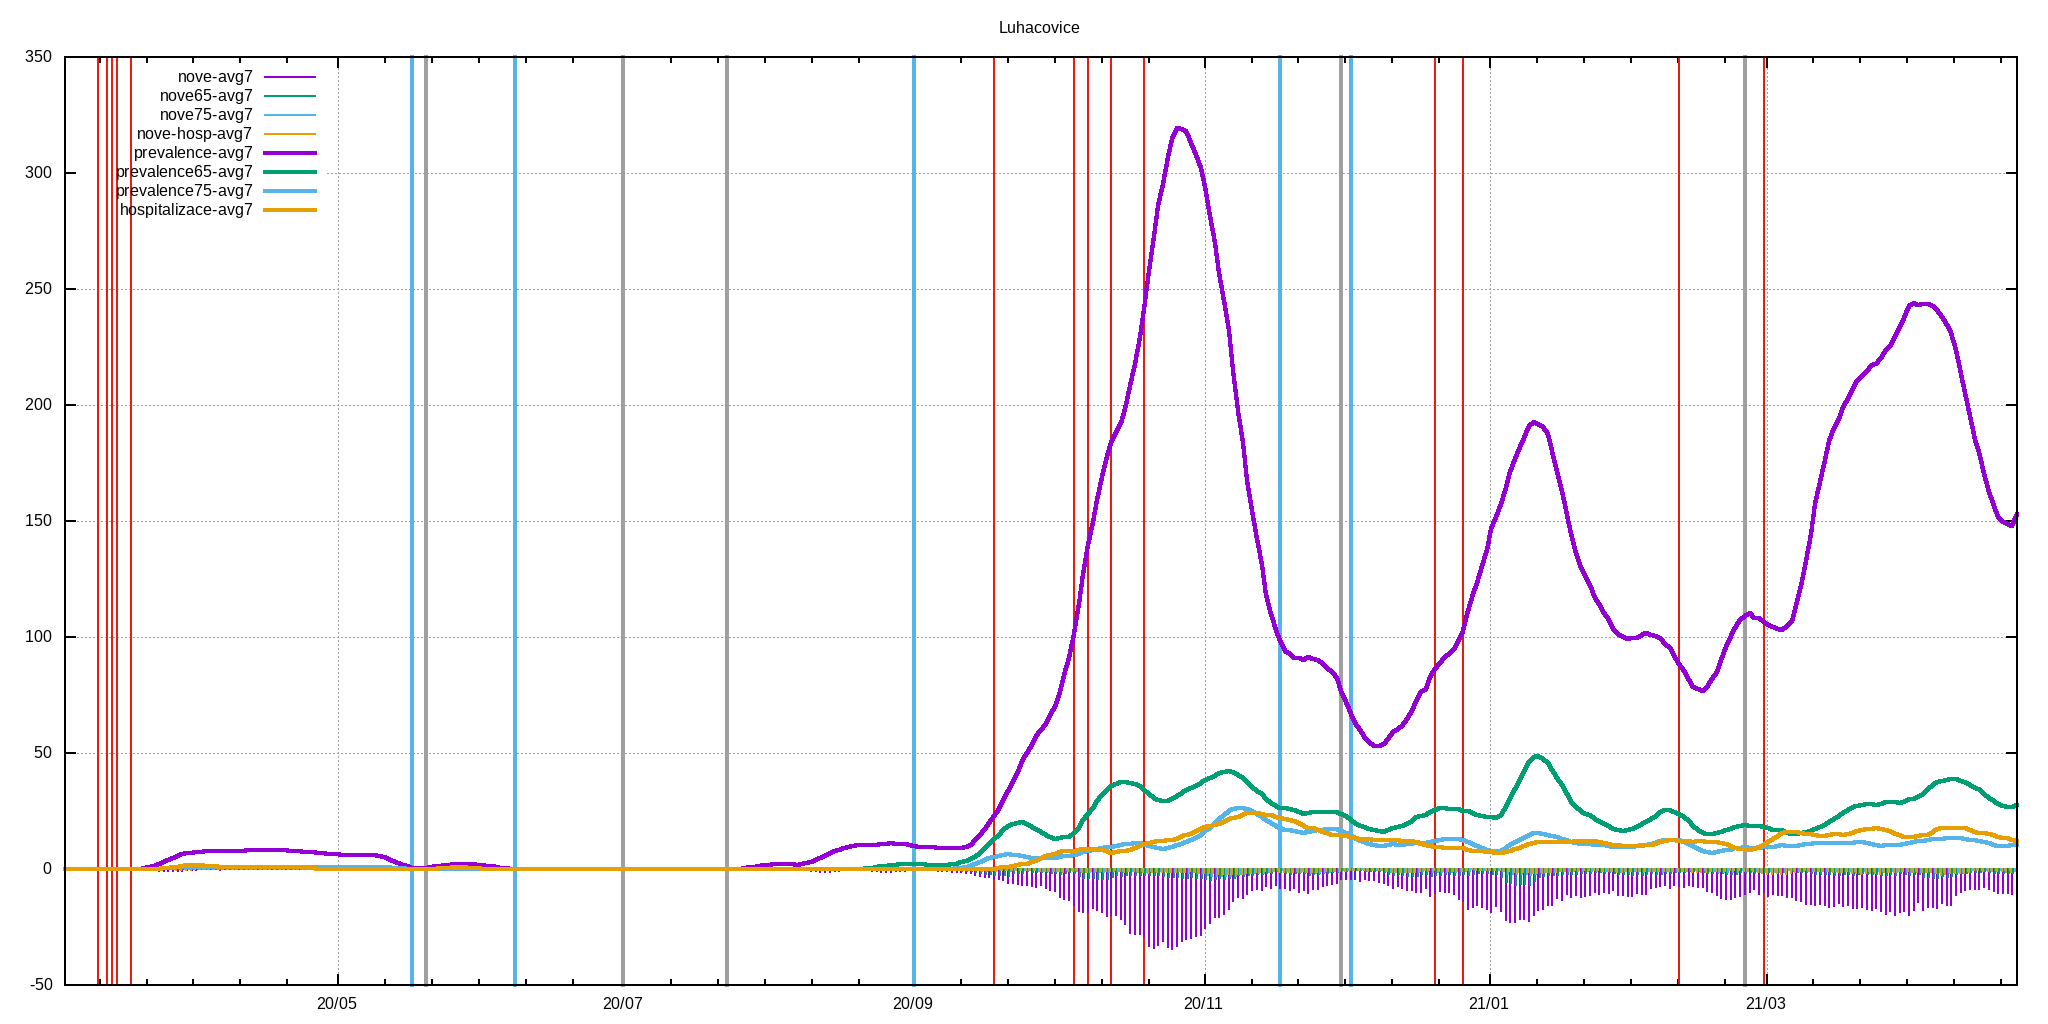 Luhacovice
350
300
250
200
150
100
50
0
-50
nove-avg7
nove65-avg7
nove75-avg7
nove-hosp-avg7
prevalence-avg7
prevalence65-avg7
prevalence75-avg7
hospitalizace-avg7
20/05 20/07 20/09 20/11 21/01 21/03